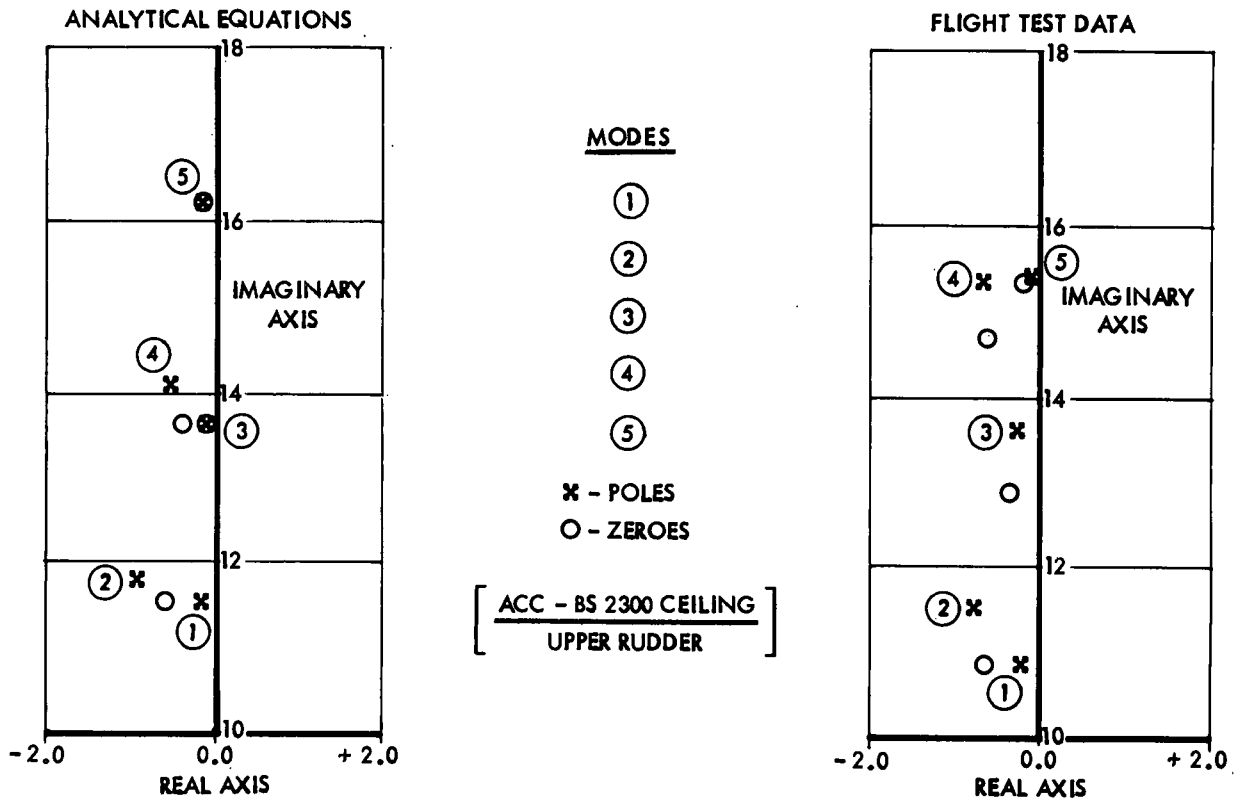 ANALYTICAL EQUATIONS
18
5
16
IMAGINARY
AXIS
4
14
3
12
2
1
10
-2.0
0.0
+2.0
REAL AXIS
MODES
1
2
3
4
5
✖ - POLES
O - ZEROES
[ ACC - BS 2300 CEILING
UPPER RUDDER ]
FLIGHT TEST DATA
18
16
5
4
IMAGINARY
AXIS
14
3
12
2
1
10
-2.0
0.0
+2.0
REAL AXIS